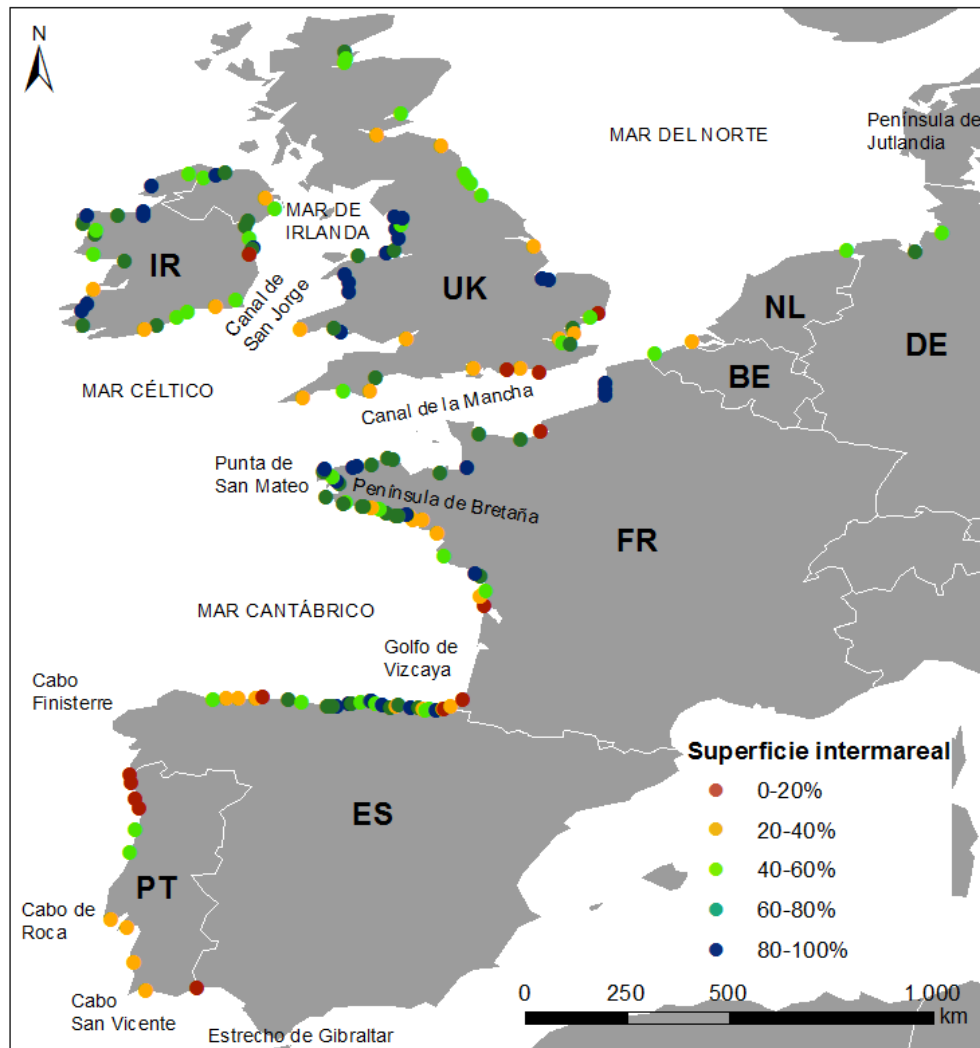 N
MAR DEL NORTE
Península de
Jutlandia
MAR DE
IRLANDA
IR
Canal de
San Jorge
UK
NL
DE
BE
MAR CÉLTICO
Canal de la Mancha
Punta de
San Mateo
Península de Bretaña
FR
MAR CANTÁBRICO
Golfo de
Vizcaya
Cabo
Finisterre
Superficie intermareal
0-20%
20-40%
40-60%
60-80%
80-100%
ES
PT
Cabo de
Roca
Cabo
San Vicente
Estrecho de Gibraltar
0 250 500 1.000
km